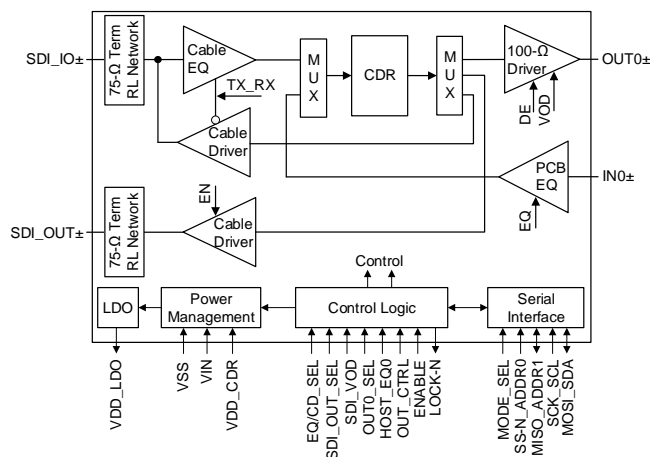 SDI_IO±
75-Ω Term
RL Network
Cable
EQ
TX_RX
Cable
Driver
MUX
CDR
MUX
100-Ω
Driver
OUT0±
DE
VOD
PCB
EQ
IN0±
EQ
SDI_OUT±
75-Ω Term
RL Network
EN
Cable
Driver
Control
LDO
Power
Management
Control Logic
Serial
Interface
VDD_LDO
VSS
VIN
VDD_CDR
EQ/CD_SEL
SDI_OUT_SEL
SDI_VOD
OUT0_SEL
HOST_EQ0
OUT_CTRL
ENABLE
LOCK-N
MODE_SEL
SS-N_ADDR0
MISO_ADDR1
SCK_SCL
MOSI_SDA